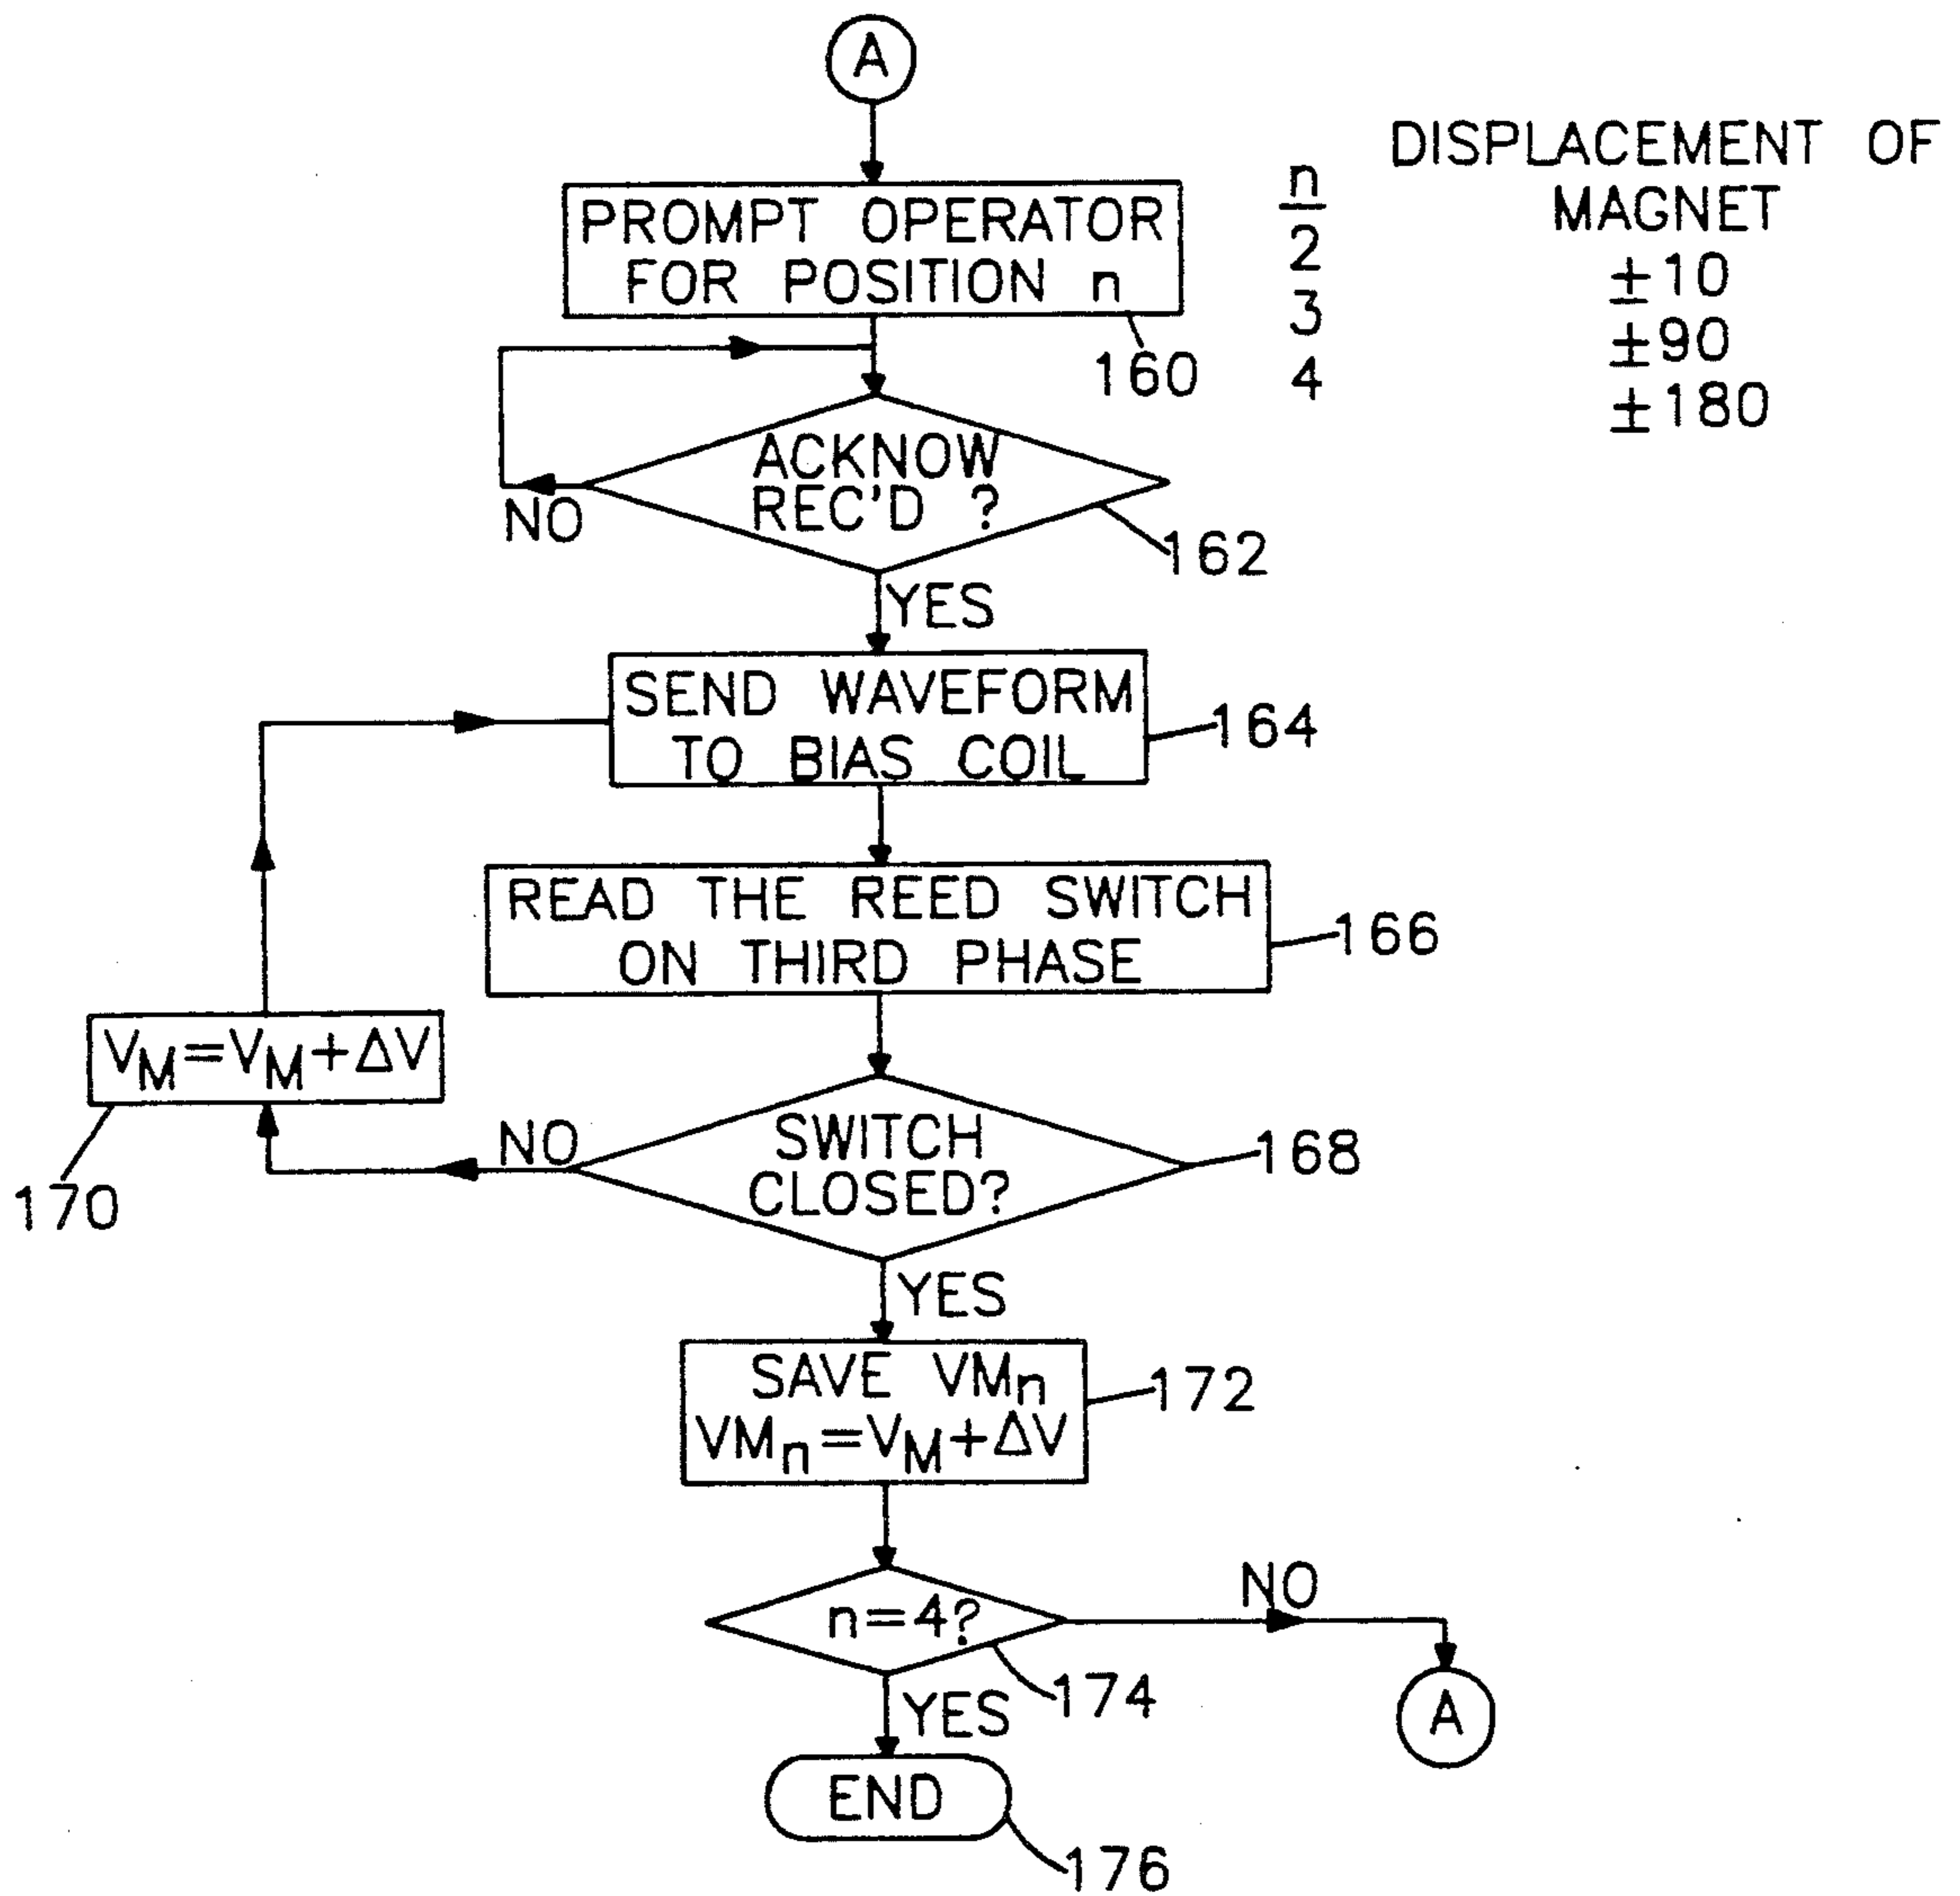 A
DISPLACEMENT OF
MAGNET
n
2
3
4
±10
±90
±180
PROMPT OPERATOR
FOR POSITION n
160
ACKNOW
REC'D ?
NO
162
YES
SEND WAVEFORM
TO BIAS COIL
164
READ THE REED SWITCH
ON THIRD PHASE
166
VM=VM+ΔV
170
NO
SWITCH
CLOSED?
168
YES
SAVE VMn
VMn=VM+ΔV
172
n=4?
NO
174
A
YES
END
176